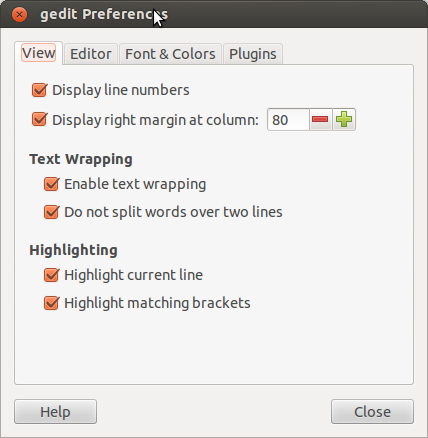 gedit Preferences
View Editor Font & Colors Plugins
Display line numbers
Display right margin at column: 80
Text Wrapping
Enable text wrapping
Do not split words over two lines
Highlighting
Highlight current line
Highlight matching brackets
Help Close